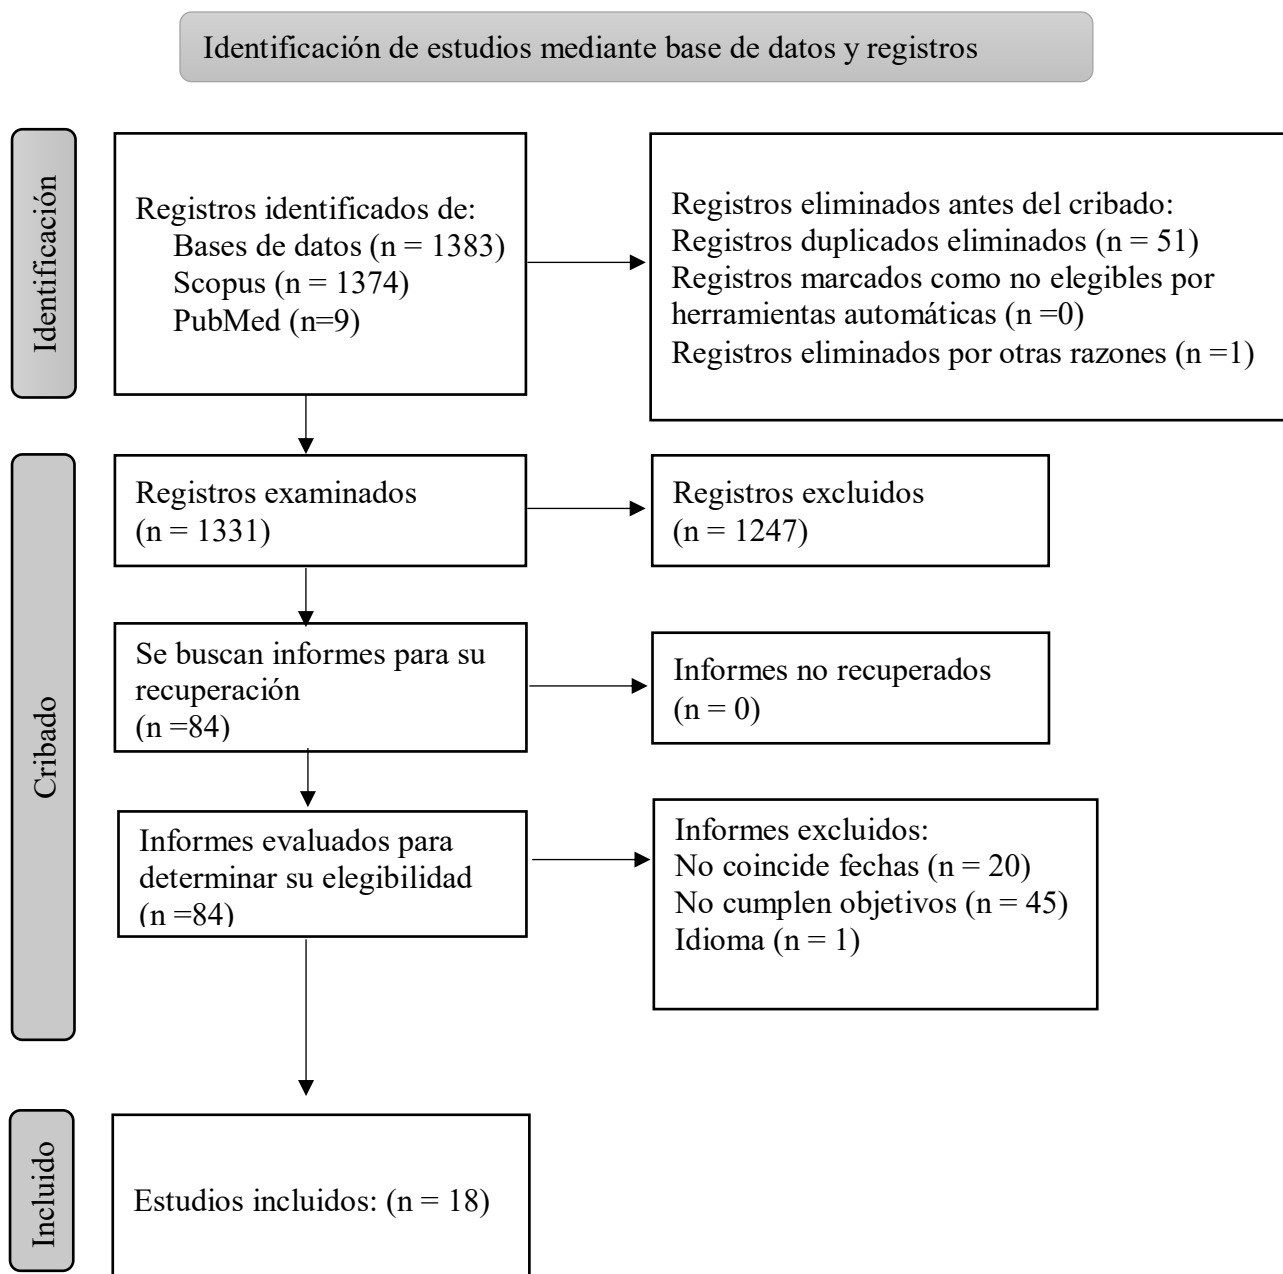 Identificación de estudios mediante base de datos y registros
Identificación
Registros identificados de:
Bases de datos (n = 1383)
Scopus (n = 1374)
PubMed (n=9)
Registros eliminados antes del cribado:
Registros duplicados eliminados (n = 51)
Registros marcados como no elegibles por
herramientas automáticas (n =0)
Registros eliminados por otras razones (n =1)
Cribado
Registros examinados
(n = 1331)
Registros excluidos
(n = 1247)
Se buscan informes para su
recuperación
(n =84)
Informes no recuperados
(n = 0)
Informes evaluados para
determinar su elegibilidad
(n =84)
Informes excluidos:
No coincide fechas (n = 20)
No cumplen objetivos (n = 45)
Idioma (n = 1)
Incluido
Estudios incluidos: (n = 18)